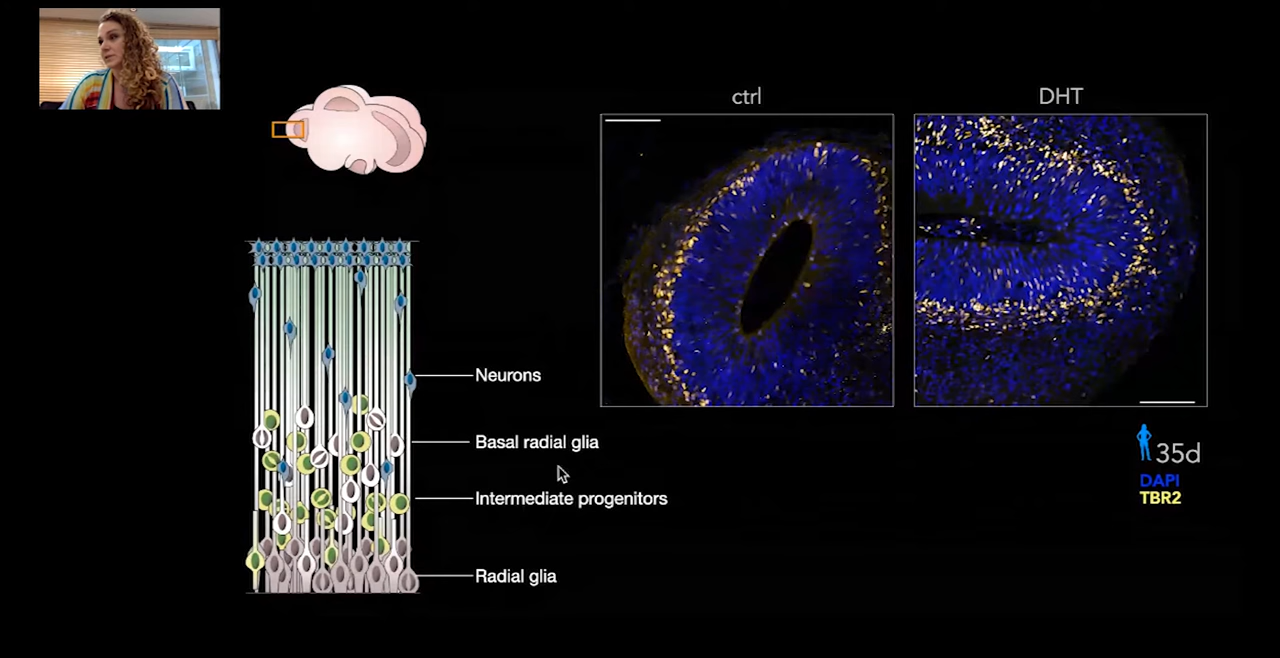 ctrl
DHT
Neurons
Basal radial glia
Intermediate progenitors
Radial glia
35d
DAPI
TBR2